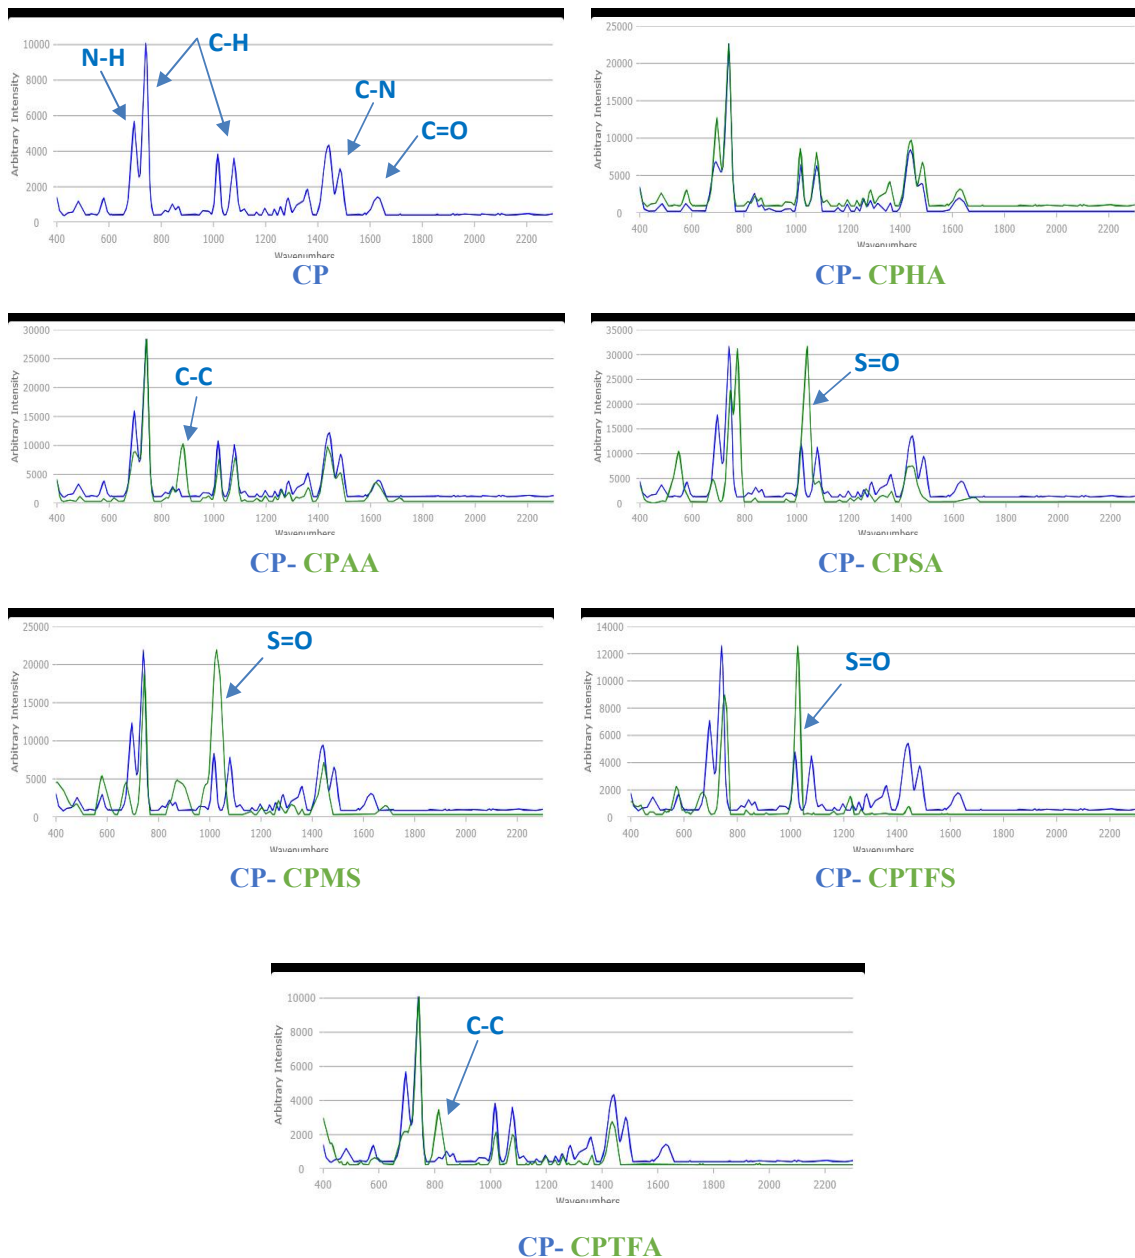 10000
8000
6000
4000
2000
0
Arbitrary Intensity
N-H
C-H
C-N
C=O
400 600 800 1000 1200 1400 1600 1800 2000 2200
Wavenumbers
CP
25000
20000
15000
10000
5000
0
Arbitrary Intensity
400 600 800 1000 1200 1400 1600 1800 2000 2200
Wavenumbers
CP- CPHA
30000
25000
20000
15000
10000
5000
0
Arbitrary Intensity
C-C
400 600 800 1000 1200 1400 1600 1800 2000 2200
Wavenumbers
CP- CPAA
35000
30000
25000
20000
15000
10000
5000
0
Arbitrary Intensity
S=O
400 600 800 1000 1200 1400 1600 1800 2000 2200
Wavenumbers
CP- CPSA
25000
20000
15000
10000
5000
0
Arbitrary Intensity
S=O
400 600 800 1000 1200 1400 1600 1800 2000 2200
Wavenumbers
CP- CPMS
14000
12000
10000
8000
6000
4000
2000
0
Arbitrary Intensity
S=O
400 600 800 1000 1200 1400 1600 1800 2000 2200
Wavenumbers
CP- CPTFS
10000
8000
6000
4000
2000
0
Arbitrary Intensity
C-C
400 600 800 1000 1200 1400 1600 1800 2000 2200
Wavenumbers
CP- CPTFA